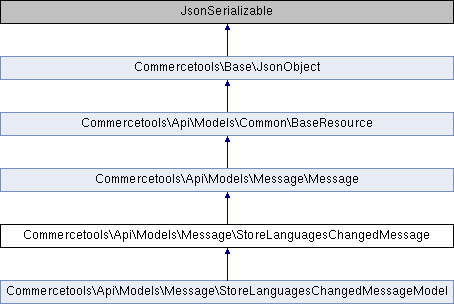 JsonSerializable
Commercetools\Base\JsonObject
Commercetools\Api\Models\Common\BaseResource
Commercetools\Api\Models\Message\Message
Commercetools\Api\Models\Message\StoreLanguagesChangedMessage
Commercetools\Api\Models\Message\StoreLanguagesChangedMessageModel